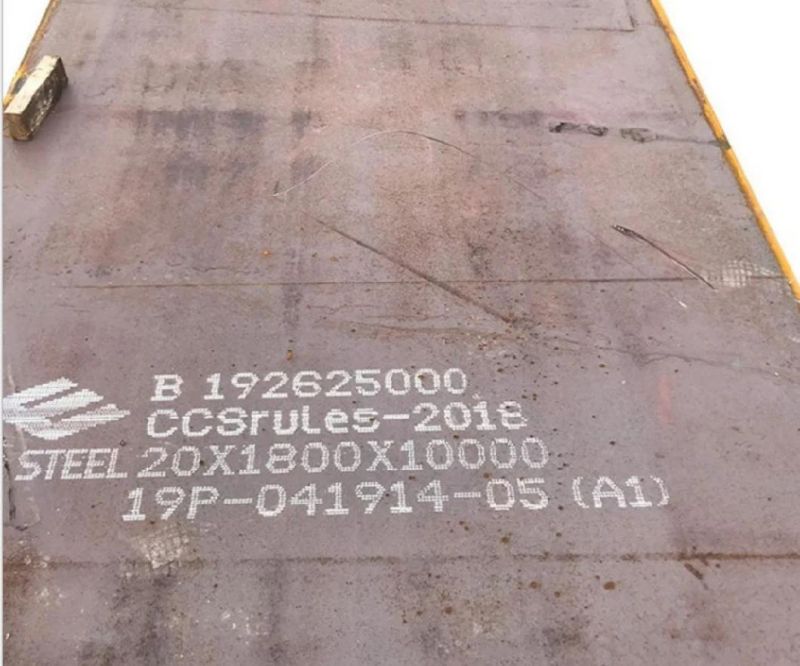 B 192625000
CCSrules-2018
STEEL 20X1800X10000
19P-041914-05 (A1)